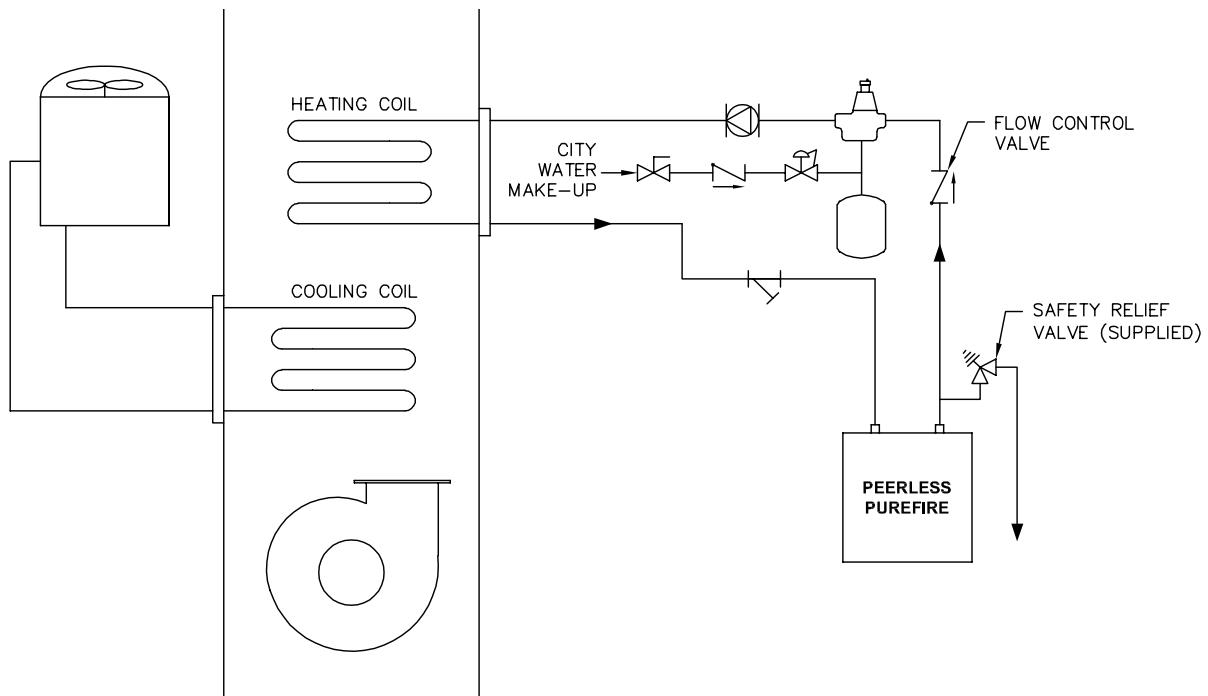 HEATING COIL
CITY
WATER
MAKE-UP
FLOW CONTROL
VALVE
COOLING COIL
SAFETY RELIEF
VALVE (SUPPLIED)
PEERLESS
PUREFIRE